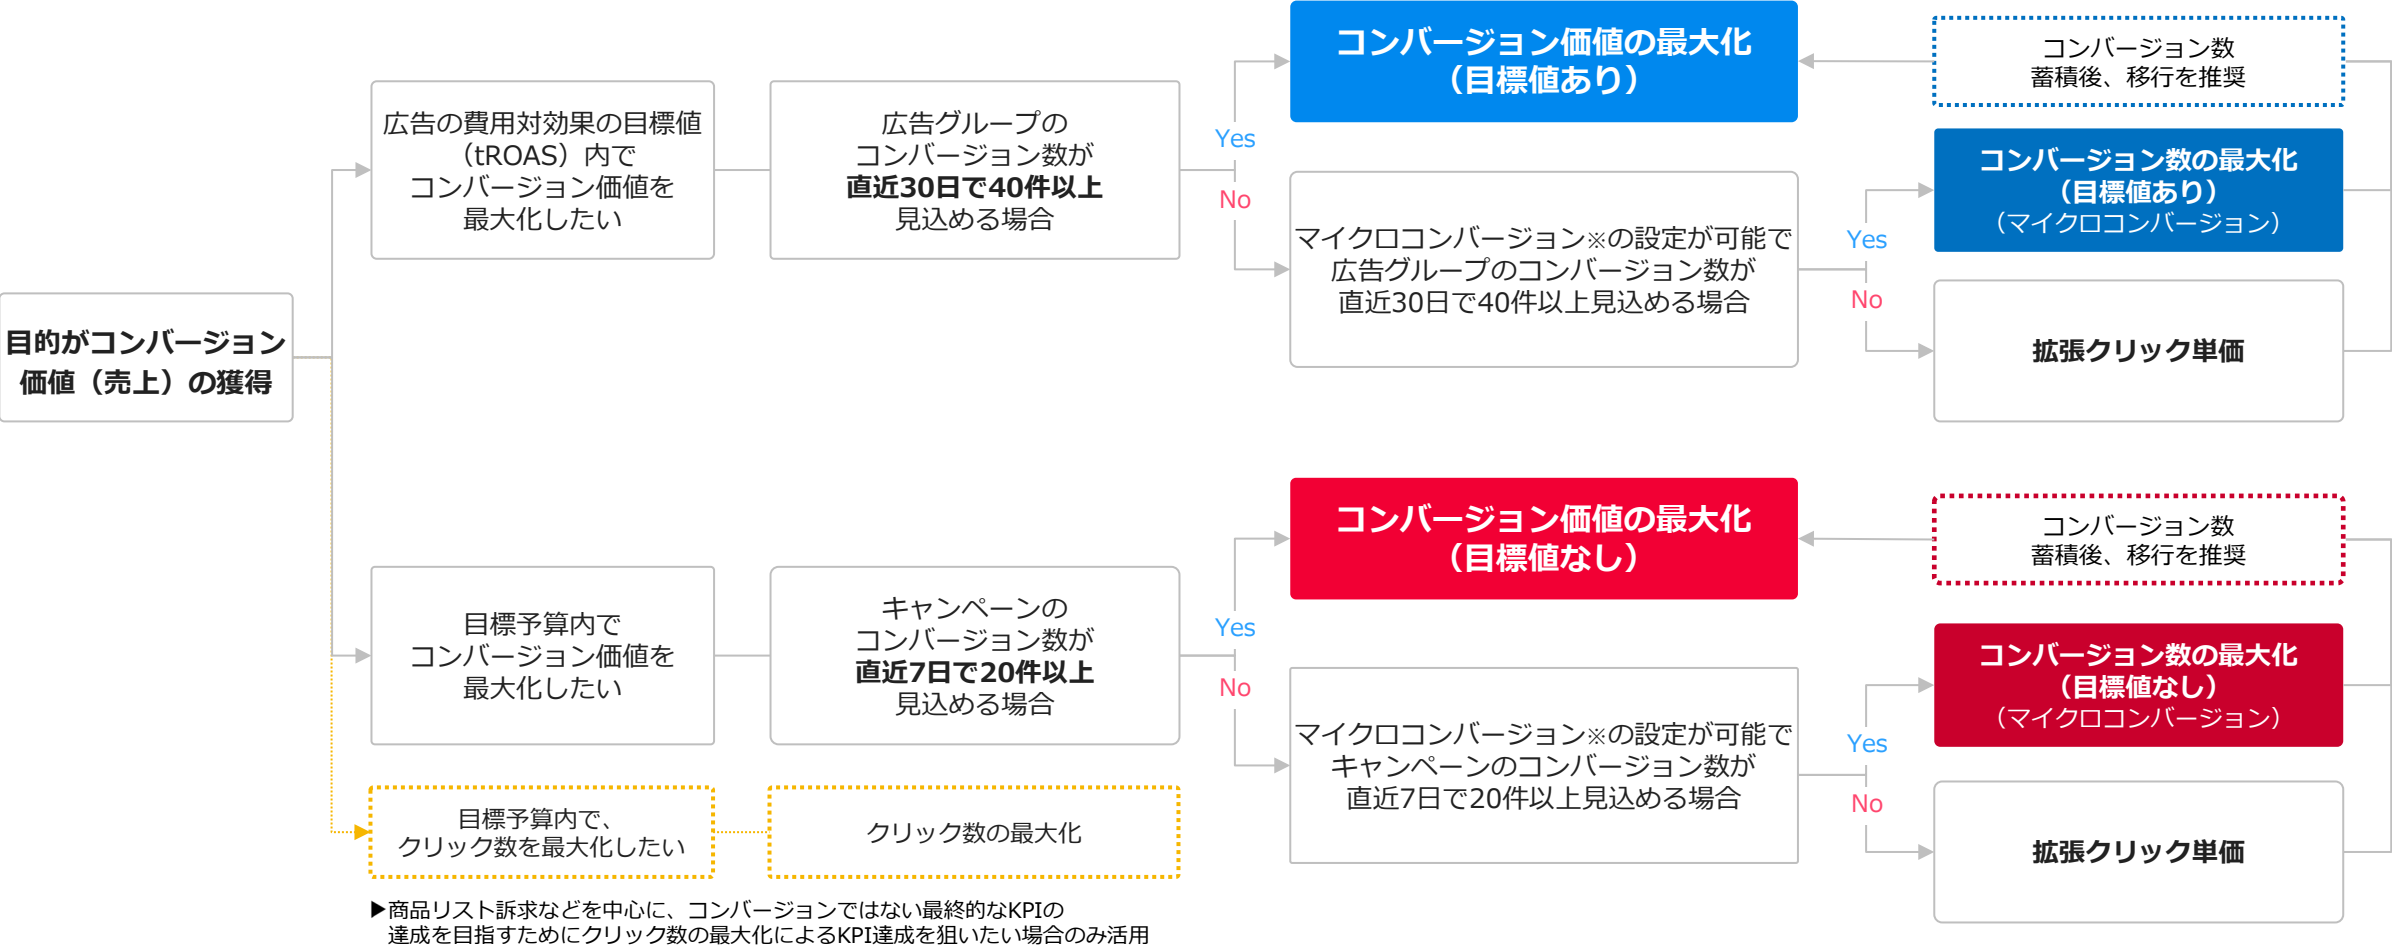 目的がコンバージョン
価値（売上）の獲得
広告の費用対効果の目標値
（tROAS）内で
コンバージョン価値を
最大化したい
広告グループの
コンバージョン数が
直近30日で40件以上
見込める場合
Yes
No
コンバージョン価値の最大化
（目標値あり）
マイクロコンバージョン※の設定が可能で
広告グループのコンバージョン数が
直近30日で40件以上見込める場合
Yes
No
コンバージョン数
蓄積後、移行を推奨
コンバージョン数の最大化
（目標値あり）
（マイクロコンバージョン）
拡張クリック単価
目標予算内で
コンバージョン価値を
最大化したい
キャンペーンの
コンバージョン数が
直近7日で20件以上
見込める場合
Yes
No
コンバージョン価値の最大化
（目標値なし）
マイクロコンバージョン※の設定が可能で
キャンペーンのコンバージョン数が
直近7日で20件以上見込める場合
Yes
No
コンバージョン数
蓄積後、移行を推奨
コンバージョン数の最大化
（目標値なし）
（マイクロコンバージョン）
拡張クリック単価
目標予算内で、
クリック数を最大化したい
クリック数の最大化
▶商品リスト訴求などを中心に、コンバージョンではない最終的なKPIの
達成を目指すためにクリック数の最大化によるKPI達成を狙いたい場合のみ活用